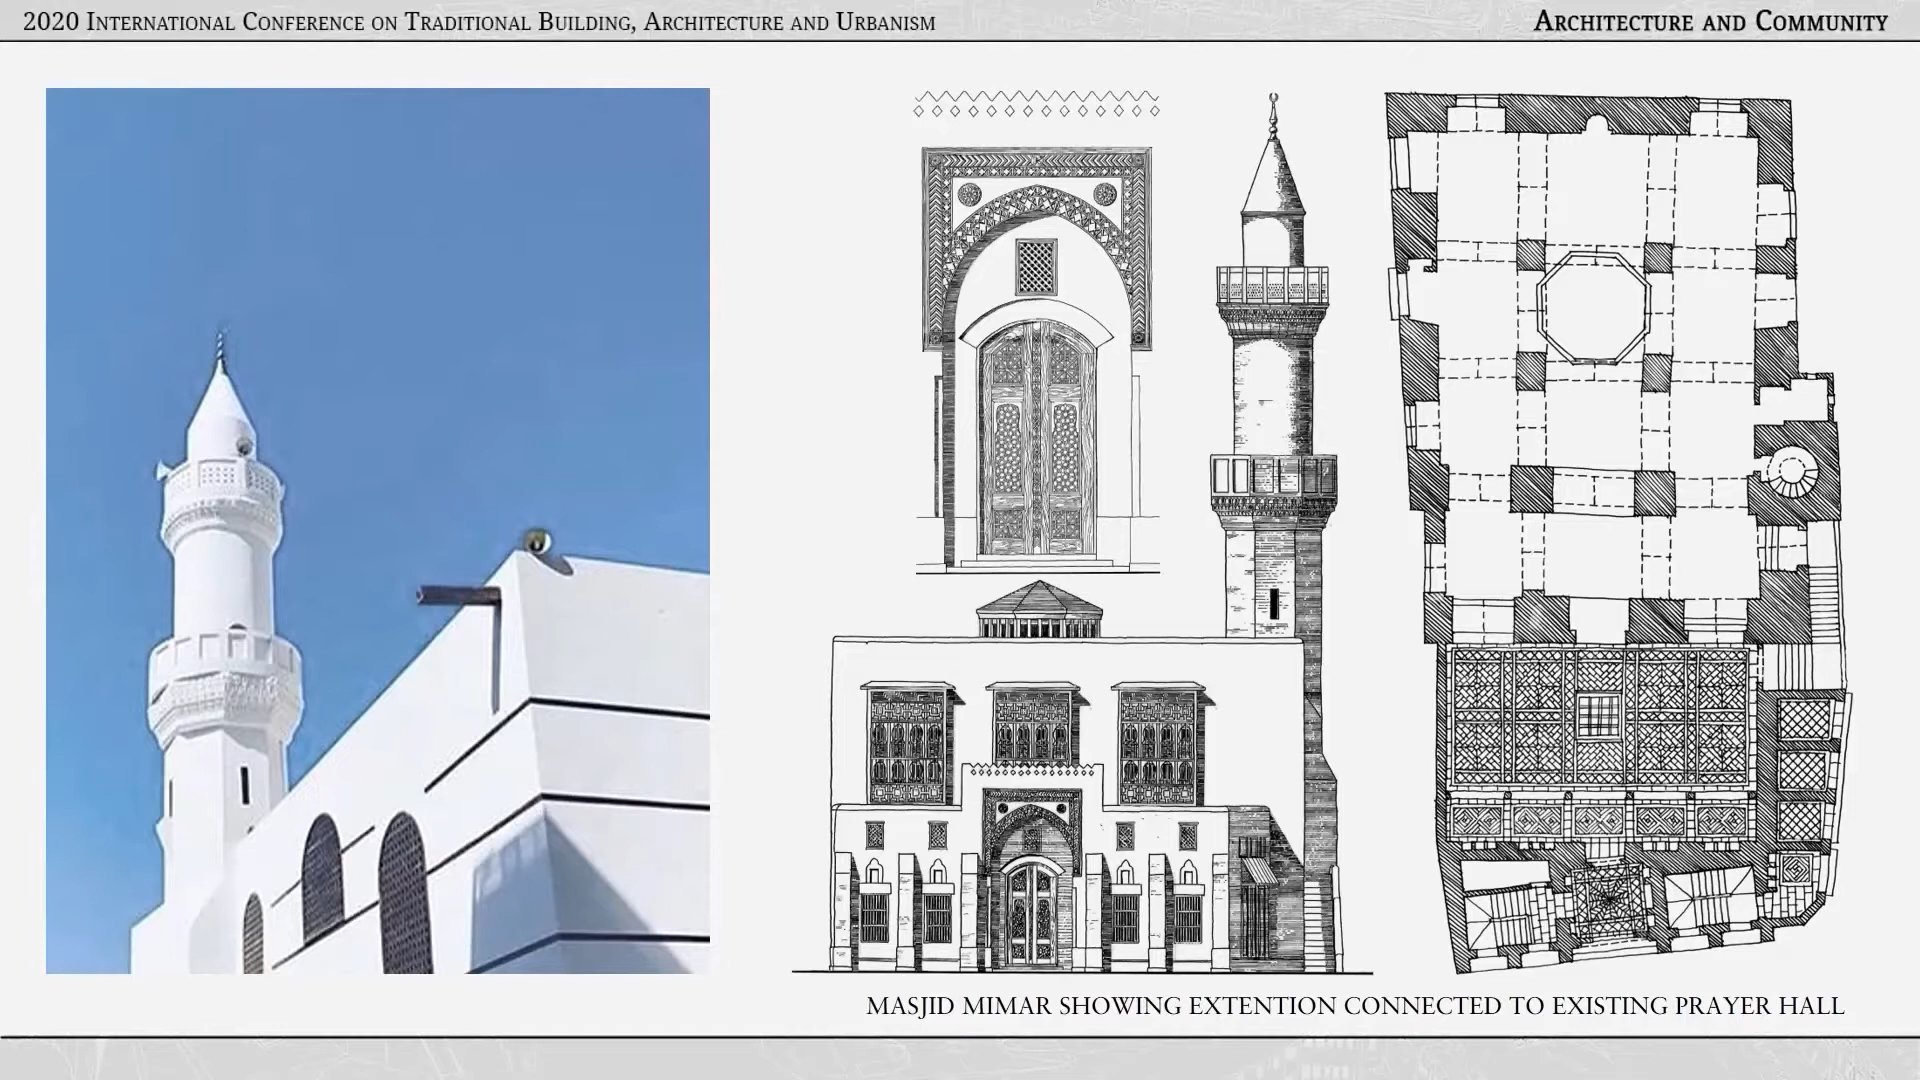 2020 International Conference on Traditional Building, Architecture and Urbanism
Architecture and Community
MASJID MIMAR SHOWING EXTENTION CONNECTED TO EXISTING PRAYER HALL